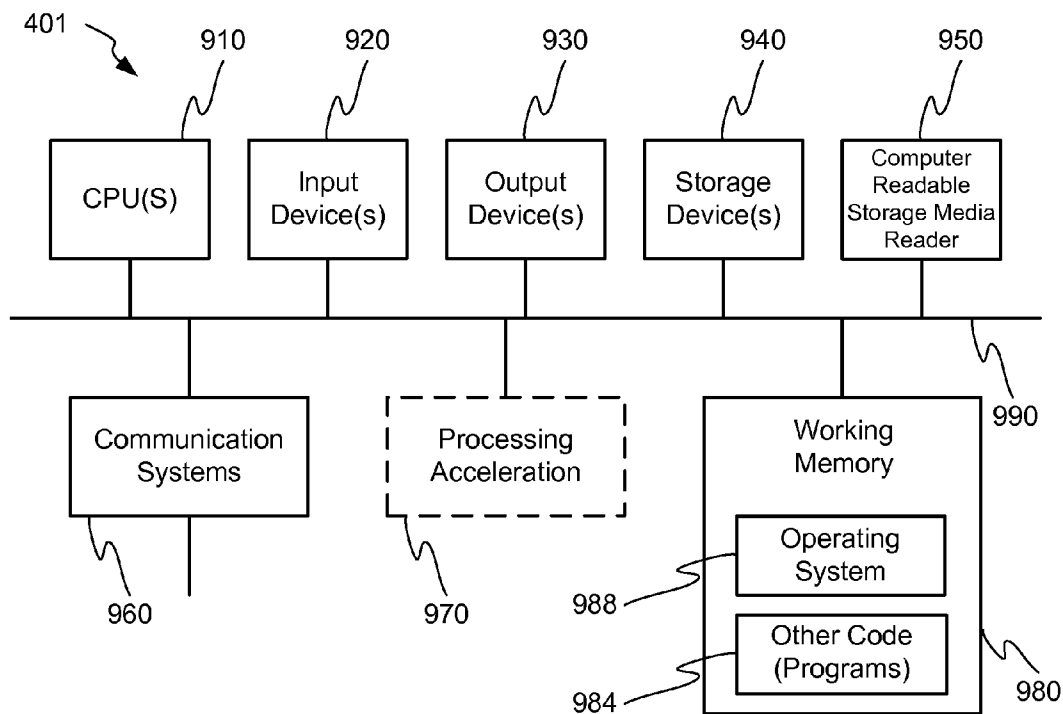 401
910
920
930
940
950
CPU(S)
Input
Device(s)
Output
Device(s)
Storage
Device(s)
Computer
Readable
Storage Media
Reader
990
Communication
Systems
Processing
Acceleration
Working
Memory
Operating
System
Other Code
(Programs)
960
970
988
984
980